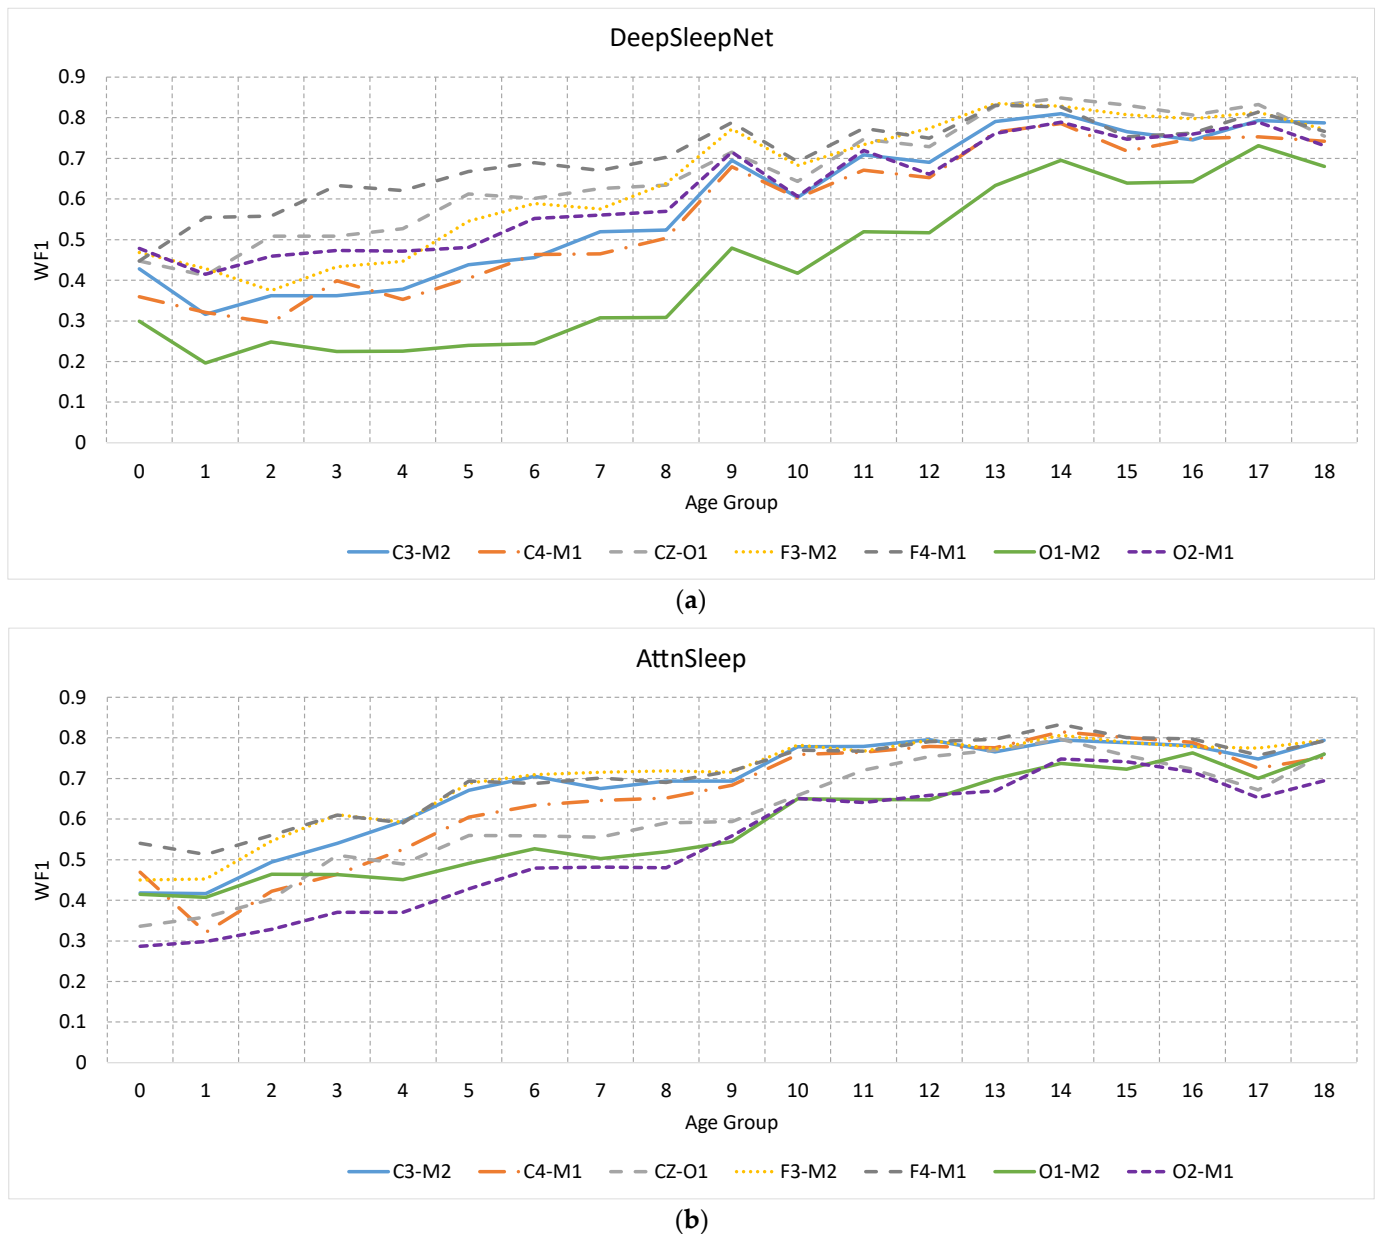 DeepSleepNet
0.9
0.8
0.7
0.6
0.5
0.4
0.3
0.2
0.1
0
WF1
0 1 2 3 4 5 6 7 8 9 10 11 12 13 14 15 16 17 18
Age Group
C3-M2 C4-M1 CZ-O1 F3-M2 F4-M1 O1-M2 O2-M1
(a)
AttnSleep
0.9
0.8
0.7
0.6
0.5
0.4
0.3
0.2
0.1
0
WF1
0 1 2 3 4 5 6 7 8 9 10 11 12 13 14 15 16 17 18
Age Group
C3-M2 C4-M1 CZ-O1 F3-M2 F4-M1 O1-M2 O2-M1
(b)